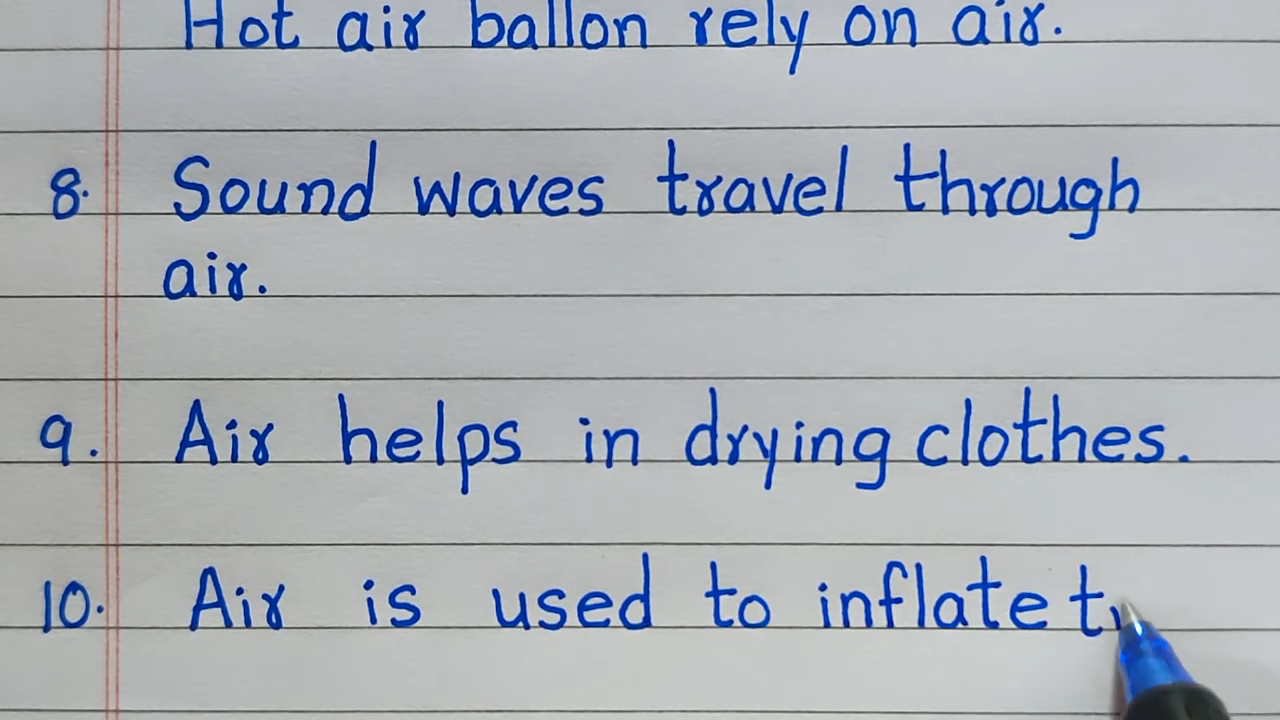 Hot air ballon rely on air.
8. Sound waves travel through
air.
9. Air helps in drying clothes.
10. Air is used to inflate